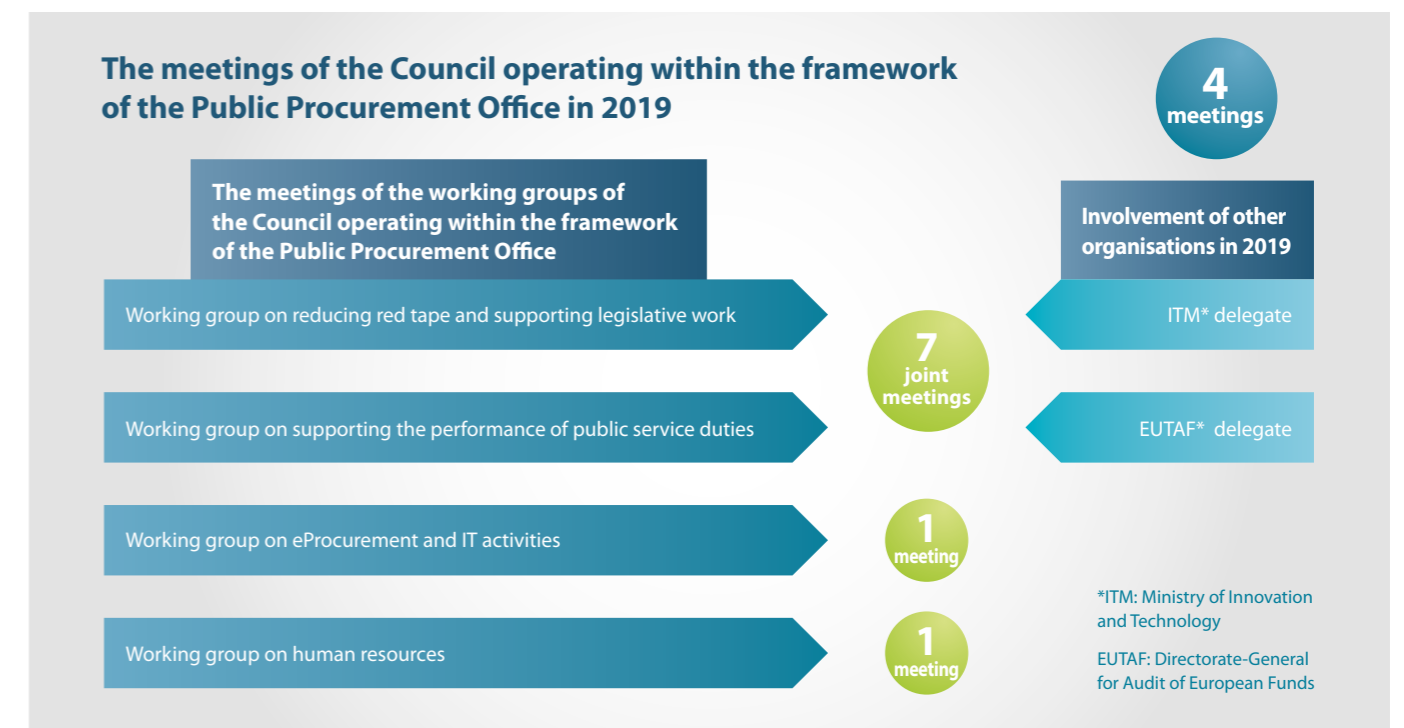 The meetings of the Council operating within the framework
of the Public Procurement Office in 2019
4
meetings
The meetings of the working groups of
the Council operating within the framework
of the Public Procurement Office
Involvement of other
organisations in 2019
Working group on reducing red tape and supporting legislative work
ITM* delegate
7
joint
meetings
Working group on supporting the performance of public service duties
EUTAF* delegate
Working group on eProcurement and IT activities
1
meeting
Working group on human resources
1
meeting
*ITM: Ministry of Innovation
and Technology
EUTAF: Directorate-General
for Audit of European Funds